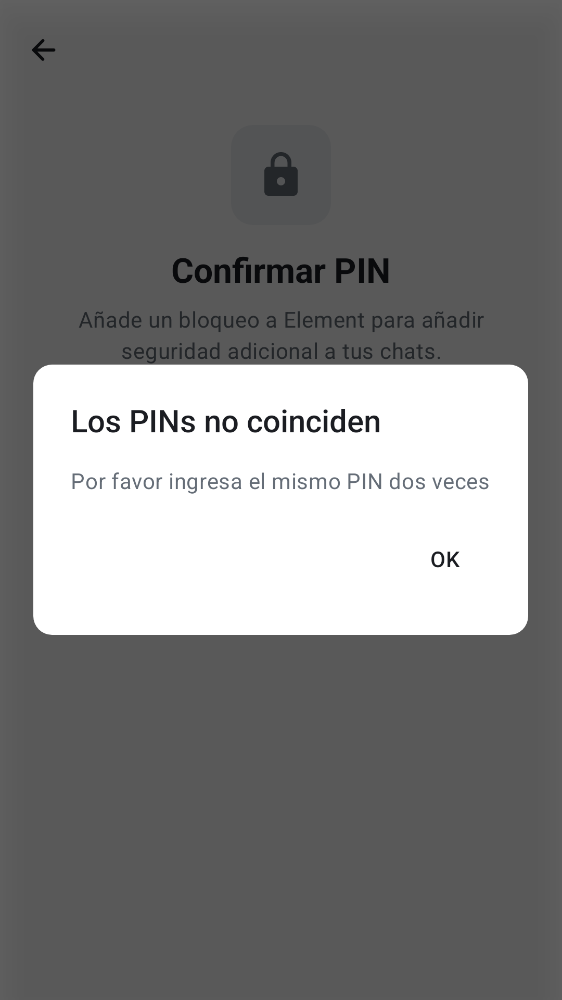 Confirmar PIN
Añade un bloqueo a Element para añadir
seguridad adicional a tus chats.
Los PINs no coinciden
Por favor ingresa el mismo PIN dos veces
OK